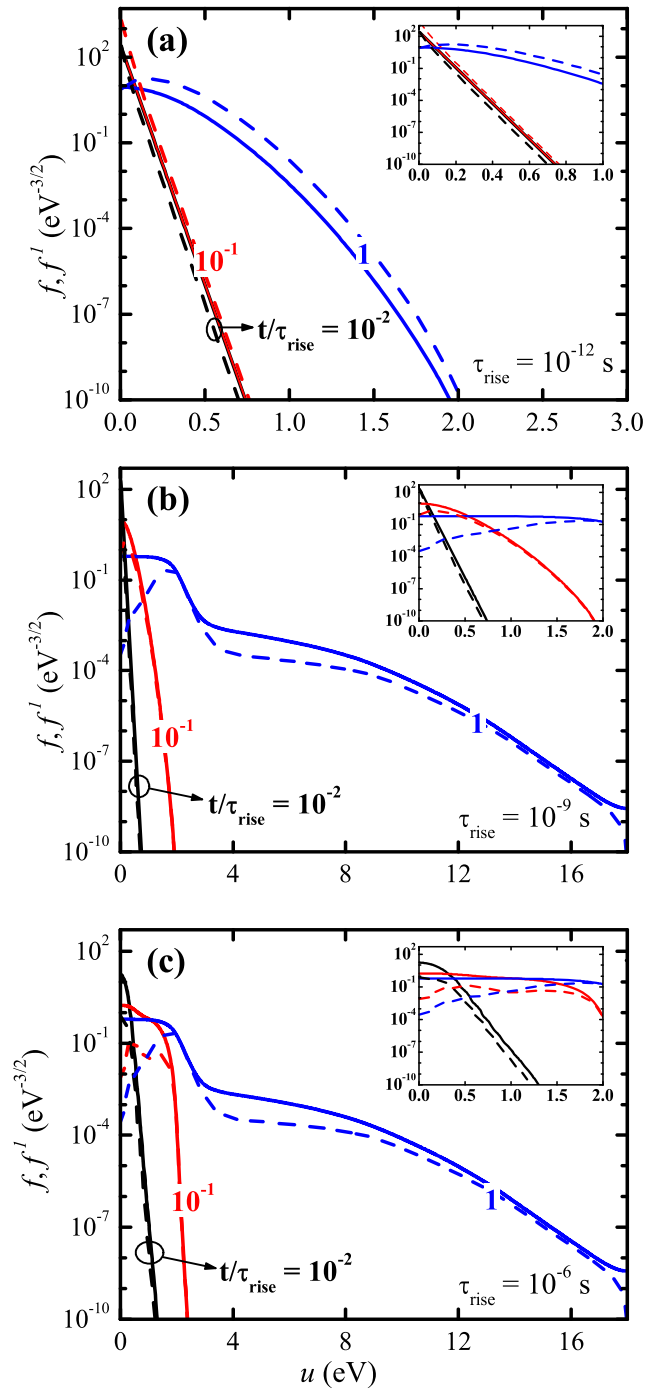 (a)
10²
10⁻¹
10⁻⁴
10⁻⁷
10⁻¹⁰
f, f¹ (eV⁻³ᐟ²)
0.0 0.5 1.0 1.5 2.0 2.5 3.0
10⁻¹
1
t/τrise = 10⁻²
τrise = 10⁻¹² s
10²
10⁻¹
10⁻⁴
10⁻⁷
10⁻¹⁰
0.0 0.2 0.4 0.6 0.8 1.0
(b)
10²
10⁻¹
10⁻⁴
10⁻⁷
10⁻¹⁰
f, f¹ (eV⁻³ᐟ²)
0 4 8 12 16
10⁻¹
1
t/τrise = 10⁻²
τrise = 10⁻⁹ s
10²
10⁻¹
10⁻⁴
10⁻⁷
10⁻¹⁰
0.0 0.5 1.0 1.5 2.0
(c)
10²
10⁻¹
10⁻⁴
10⁻⁷
10⁻¹⁰
f, f¹ (eV⁻³ᐟ²)
0 4 8 12 16
10⁻¹
1
t/τrise = 10⁻²
τrise = 10⁻⁶ s
10²
10⁻¹
10⁻⁴
10⁻⁷
10⁻¹⁰
0.0 0.5 1.0 1.5 2.0
u (eV)